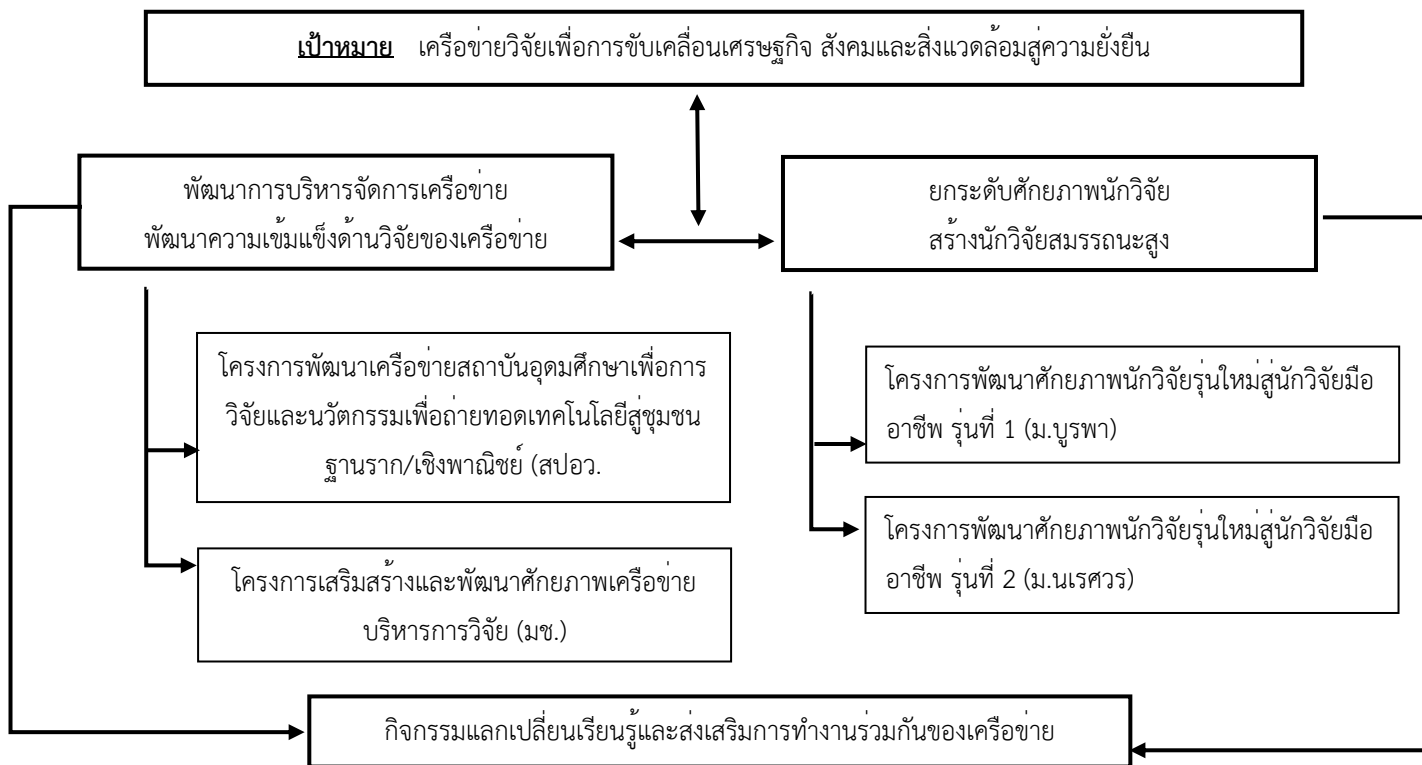 เป้าหมาย เครือข่ายวิจัยเพื่อการขับเคลื่อนเศรษฐกิจ สังคมและสิ่งแวดล้อมสู่ความยั่งยืน
พัฒนาการบริหารจัดการเครือข่าย
พัฒนาความเข้มแข็งด้านวิจัยของเครือข่าย
ยกระดับศักยภาพนักวิจัย
สร้างนักวิจัยสมรรถนะสูง
โครงการพัฒนาเครือข่ายสถาบันอุดมศึกษาเพื่อการ
วิจัยและนวัตกรรมเพื่อถ่ายทอดเทคโนโลยีสู่ชุมชน
ฐานราก/เชิงพาณิชย์ (สปอว.
โครงการเสริมสร้างและพัฒนาศักยภาพเครือข่าย
บริหารการวิจัย (มช.)
โครงการพัฒนาศักยภาพนักวิจัยรุ่นใหม่สู่นักวิจัยมือ
อาชีพ รุ่นที่ 1 (ม.บูรพา)
โครงการพัฒนาศักยภาพนักวิจัยรุ่นใหม่สู่นักวิจัยมือ
อาชีพ รุ่นที่ 2 (ม.นเรศวร)
กิจกรรมแลกเปลี่ยนเรียนรู้และส่งเสริมการทำงานร่วมกันของเครือข่าย